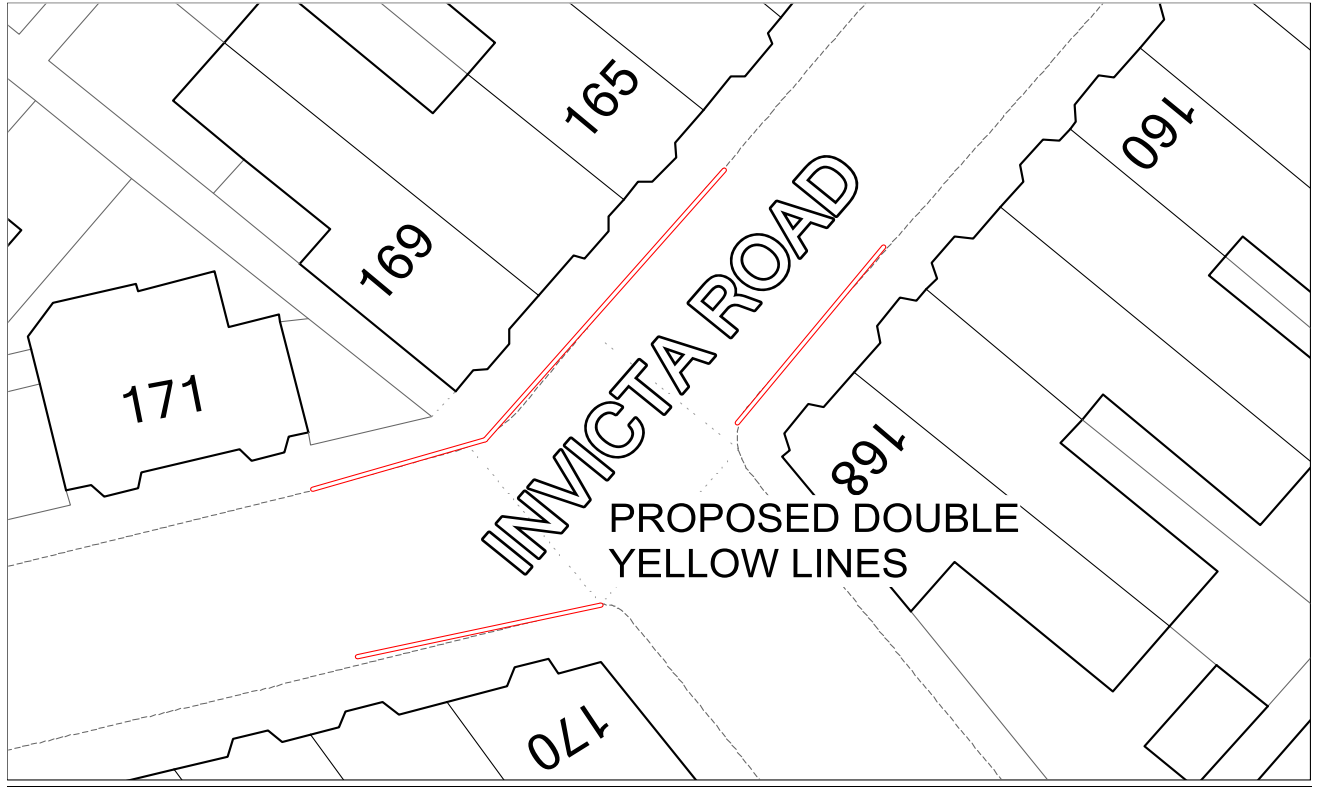 165
160
169
INVICTA ROAD
171
168
PROPOSED DOUBLE
YELLOW LINES
170